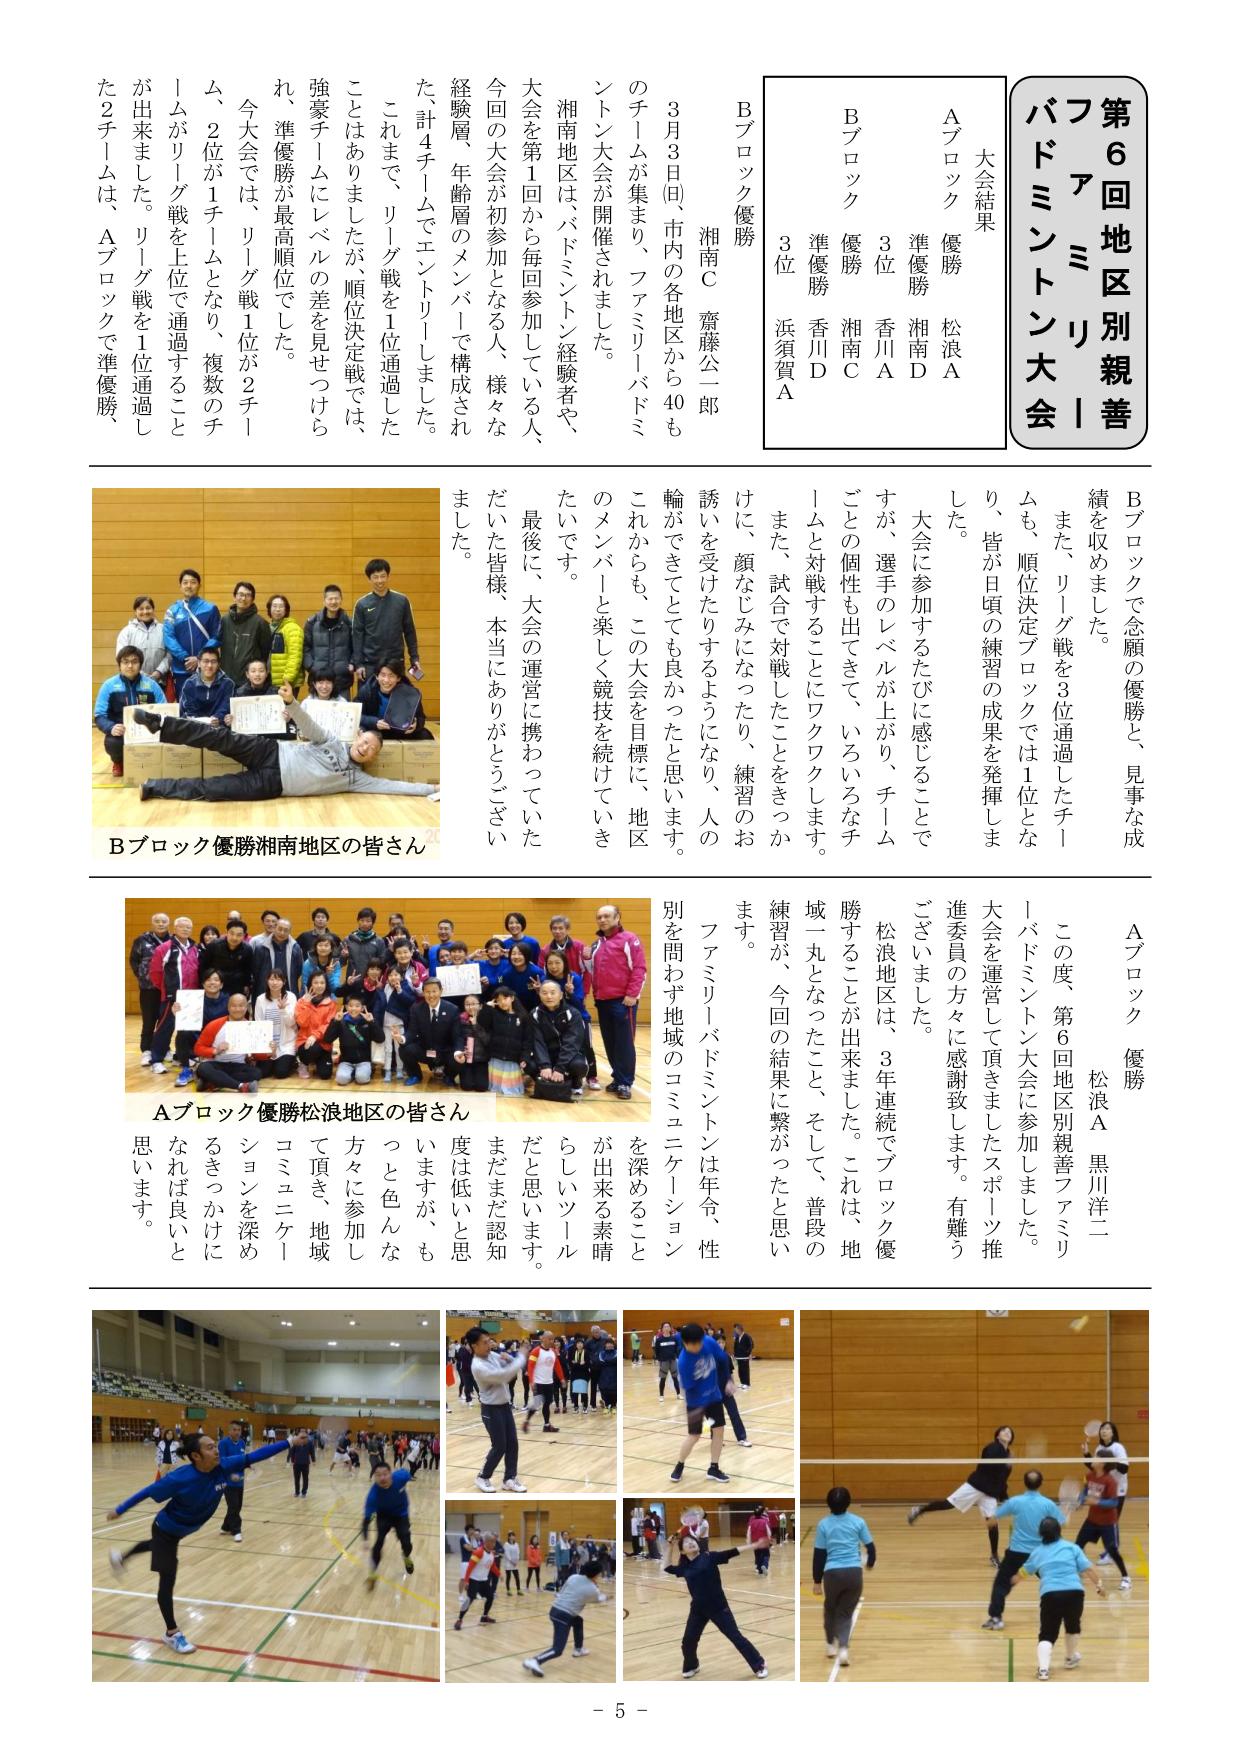 第６回地区別親善
ファミリー
バドミントン大会
大会結果
Ａブロック　優勝　松浪Ａ
準優勝　湘南Ｄ
３位　香川Ａ
Ｂブロック　優勝　湘南Ｃ
準優勝　香川Ｄ
３位　浜須賀Ａ
Ｂブロック優勝
湘南Ｃ　齋藤公一郎
３月３日㈰、市内の各地区から40も
のチームが集まり、ファミリーバドミ
ントン大会が開催されました。
湘南地区は、バドミントン経験者や、
大会を第１回から毎回参加している人、
今回の大会が初参加となる人、様々な
経験層、年齢層のメンバーで構成され
た、計４チームでエントリーしました。
これまで、リーグ戦を１位通過した
ことはありましたが、順位決定戦では、
強豪チームにレベルの差を見せつけら
れ、準優勝が最高順位でした。
今大会では、リーグ戦１位が２チー
ム、２位が１チームとなり、複数のチ
ームがリーグ戦を上位で通過すること
が出来ました。リーグ戦を１位通過し
た２チームは、Ａブロックで準優勝、
Ｂブロックで念願の優勝と、見事な成
績を収めました。
また、リーグ戦を３位通過したチー
ムも、順位決定ブロックでは１位とな
り、皆が日頃の練習の成果を発揮しま
した。
大会に参加するたびに感じることで
すが、選手のレベルが上がり、チーム
ごとの個性も出てきて、いろいろなチ
ームと対戦することにワクワクします。
また、試合で対戦したことをきっか
けに、顔なじみになったり、練習のお
誘いを受けたりするようになり、人の
輪ができてとても良かったと思います。
これからも、この大会を目標に、地区
のメンバーと楽しく競技を続けていき
たいです。
最後に、大会の運営に携わっていた
だいた皆様、本当にありがとうござい
ました。
Ｂブロック優勝湘南地区の皆さん
Ａブロック　優勝
松浪Ａ　黒川洋二
この度、第６回地区別親善ファミリ
ーバドミントン大会に参加しました。
大会を運営して頂きましたスポーツ推
進委員の方々に感謝致します。有難う
ございました。
松浪地区は、３年連続でブロック優
勝することが出来ました。これは、地
域一丸となったこと、そして、普段の
練習が、今回の結果に繋がったと思い
ます。
ファミリーバドミントンは年令、性
別を問わず地域のコミュニケーション
を深めること
が出来る素晴
らしいツール
だと思います。
まだまだ認知
度は低いと思
いますが、も
っと色んな
方々に参加し
て頂き、地域
コミュニケー
ションを深め
るきっかけに
なれば良いと
思います。
Ａブロック優勝松浪地区の皆さん
- 5 -